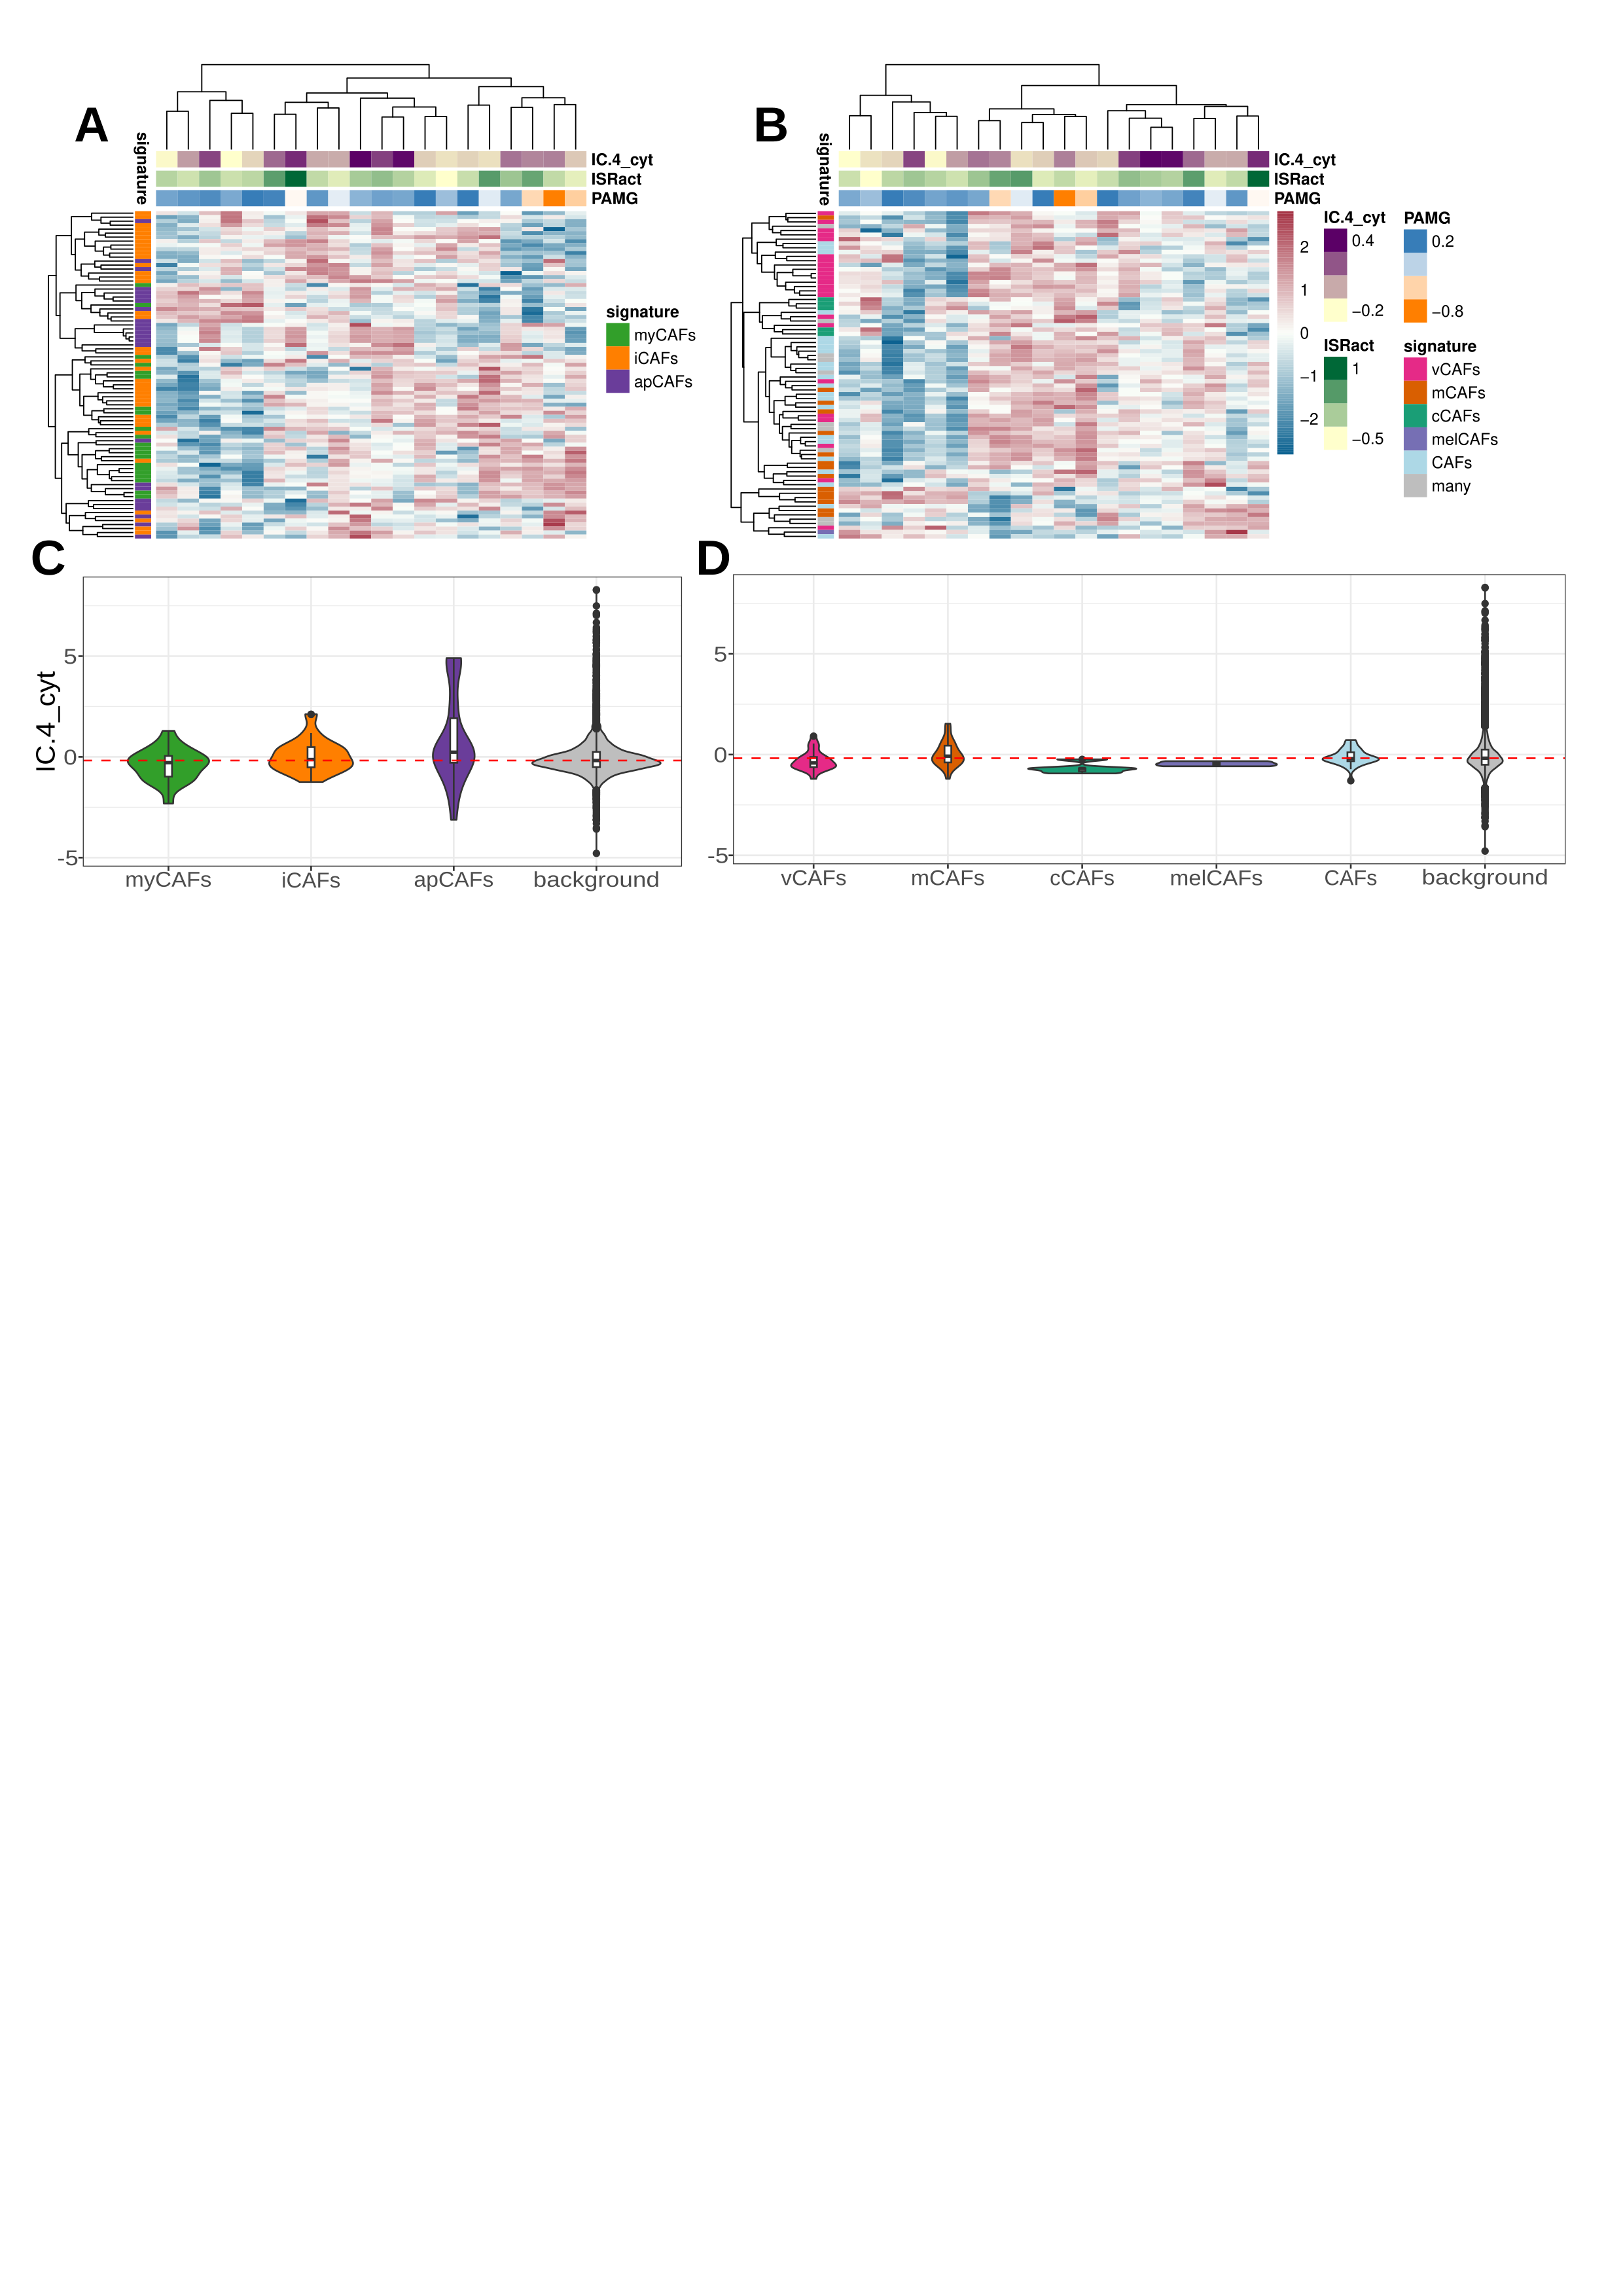 A
signature
IC.4_cyt
ISRact
PAMG
signature
myCAFs
iCAFs
apCAFs
B
signature
IC.4_cyt
ISRact
PAMG
2
1
0
−1
−2
IC.4_cyt
0.4
−0.2
ISRact
1
−0.5
PAMG
0.2
−0.8
signature
vCAFs
mCAFs
cCAFs
melCAFs
CAFs
many
C
IC.4_cyt
5
0
-5
myCAFs iCAFs apCAFs background
D
5
0
-5
vCAFs mCAFs cCAFs melCAFs CAFs background